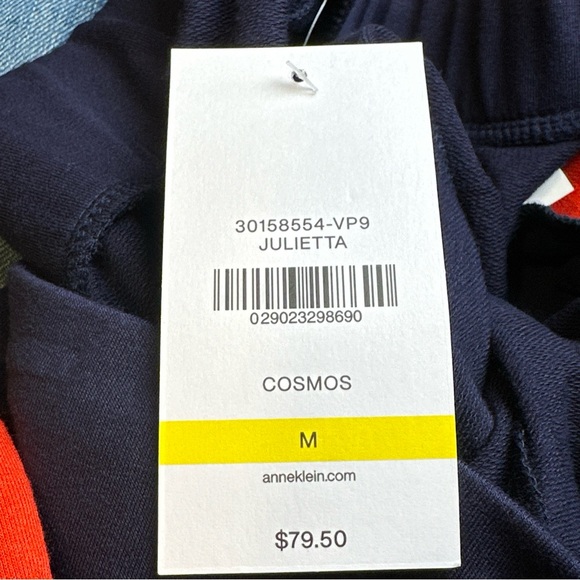 30158554-VP9
JULIETTA
029023298690
COSMOS
M
anneklein.com
$79.50